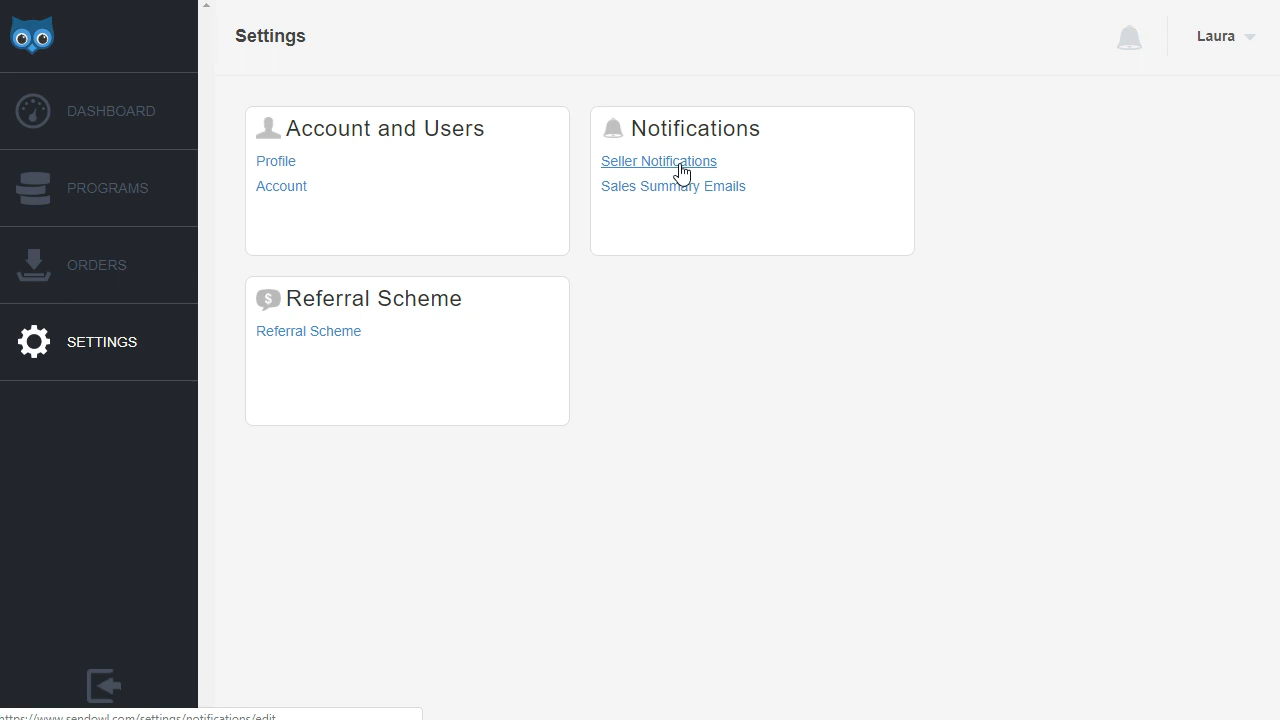 Settings
Laura
DASHBOARD
PROGRAMS
ORDERS
SETTINGS
Account and Users
Profile
Account
Notifications
Seller Notifications
Sales Summary Emails
$
Referral Scheme
Referral Scheme
https://www.sendowl.com/settings/notifications/edit